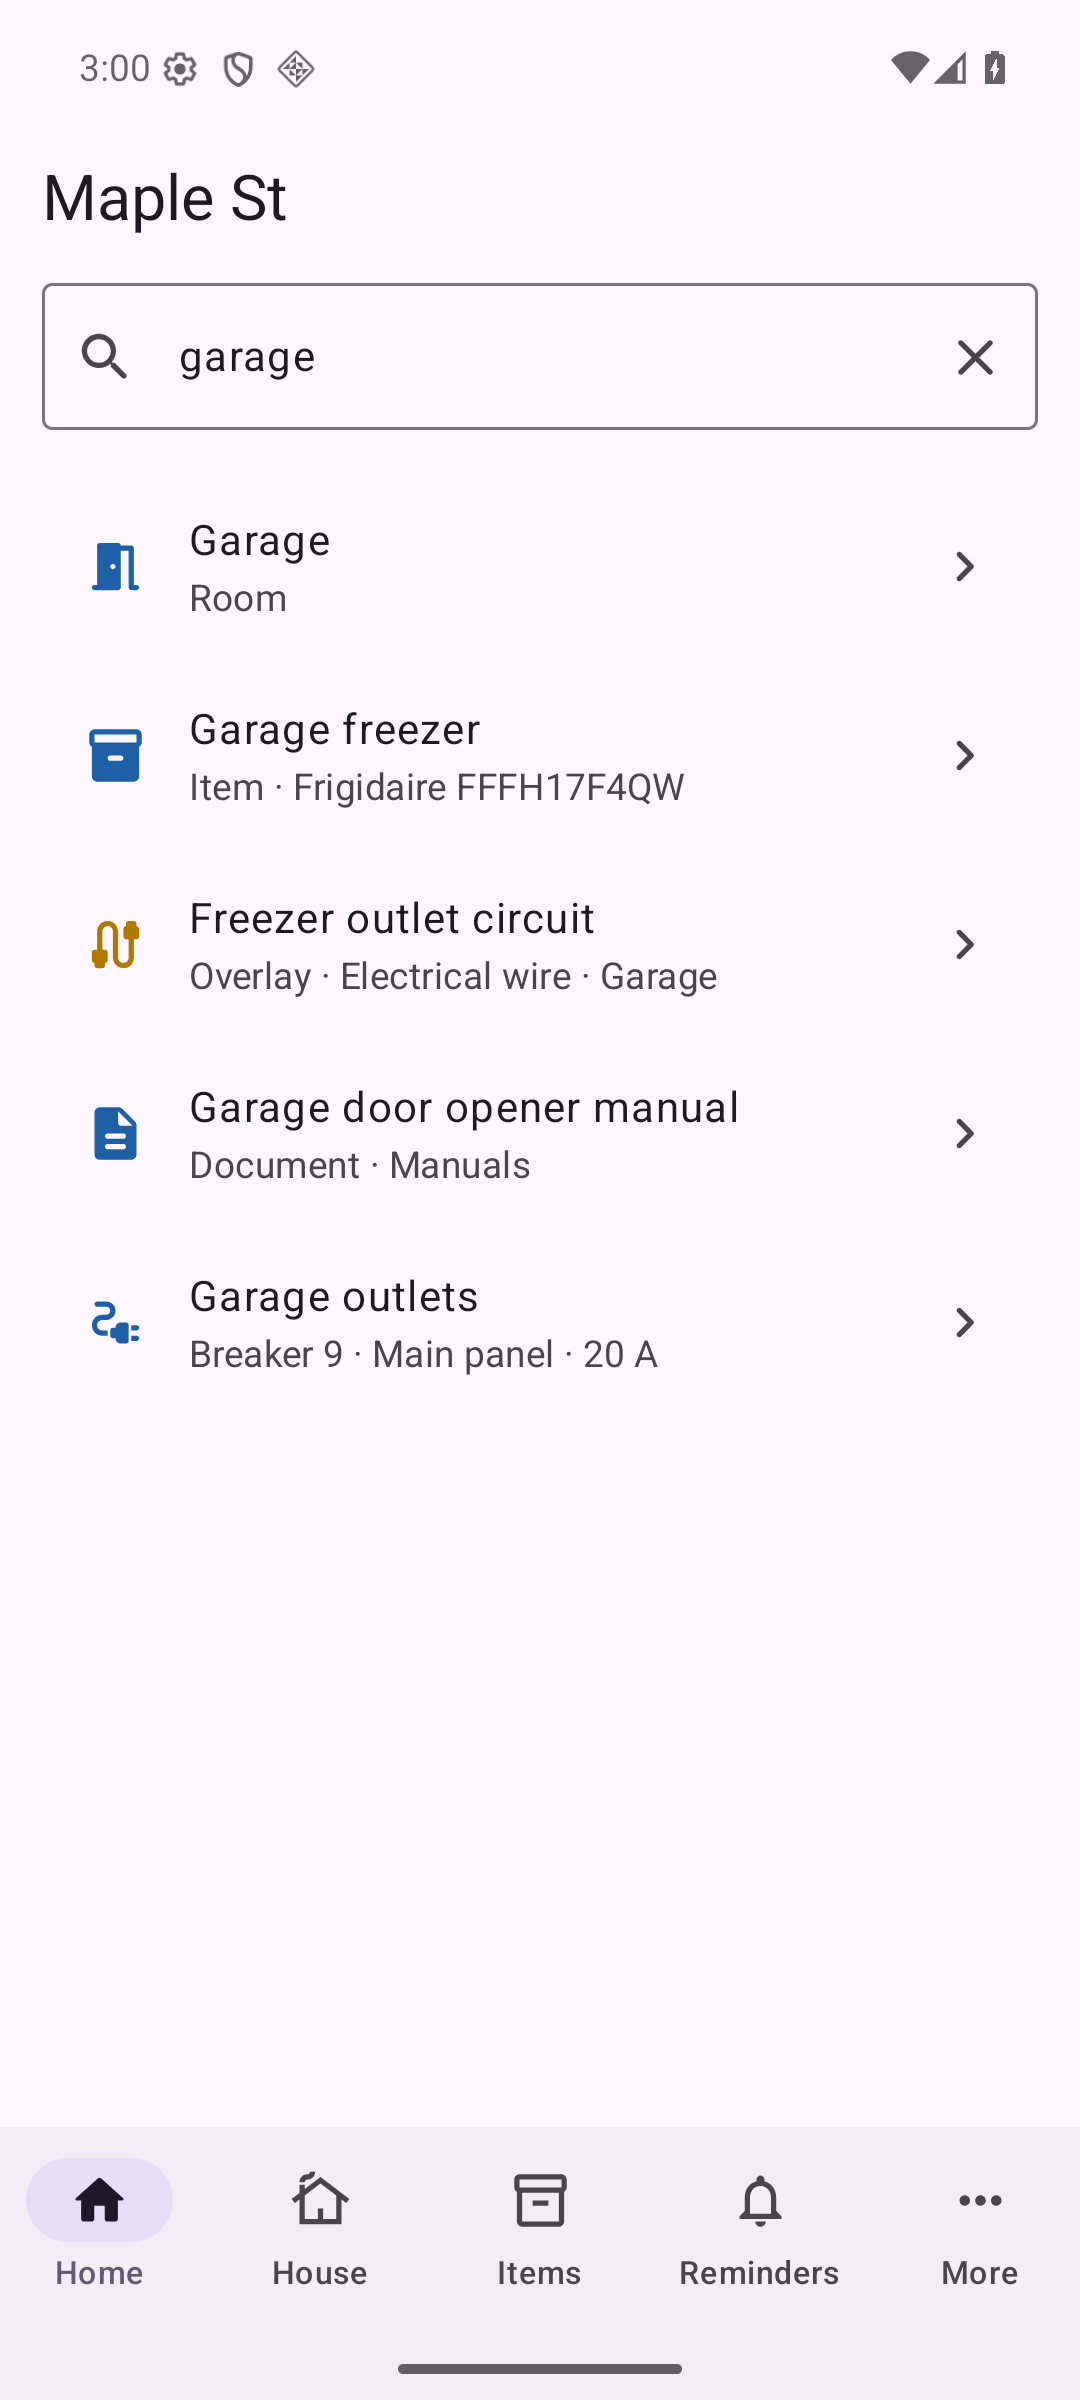 3:00
Maple St
garage
Garage
Room
Garage freezer
Item · Frigidaire FFFH17F4QW
Freezer outlet circuit
Overlay · Electrical wire · Garage
Garage door opener manual
Document · Manuals
Garage outlets
Breaker 9 · Main panel · 20 A
Home House Items Reminders More